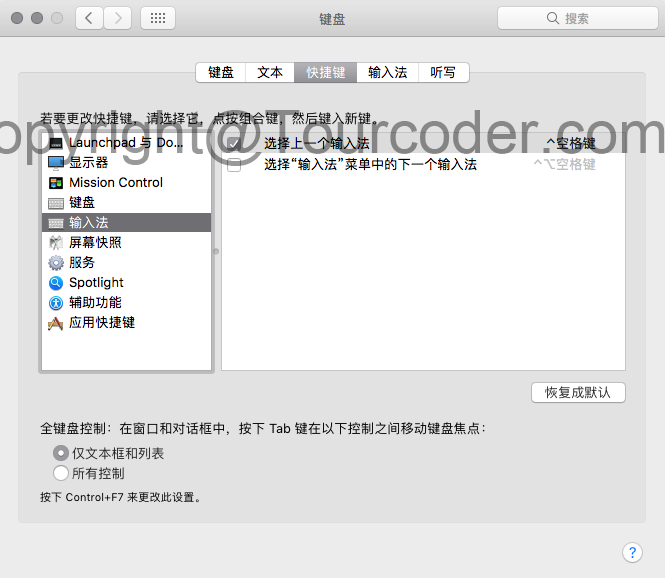 键盘
搜索
键盘
文本
快捷键
输入法
听写
若要更改快捷键，请选择它，点按组合键，然后键入新键。
opyright@Tourcoder.com
Launchpad 与 Do...
显示器
Mission Control
键盘
输入法
屏幕快照
服务
Spotlight
辅助功能
应用快捷键
选择上一个输入法 ^空格键
选择“输入法”菜单中的下一个输入法 ^⌥空格键
恢复成默认
全键盘控制：在窗口和对话框中，按下 Tab 键在以下控制之间移动键盘焦点：
仅文本框和列表
所有控制
按下 Control+F7 来更改此设置。
?